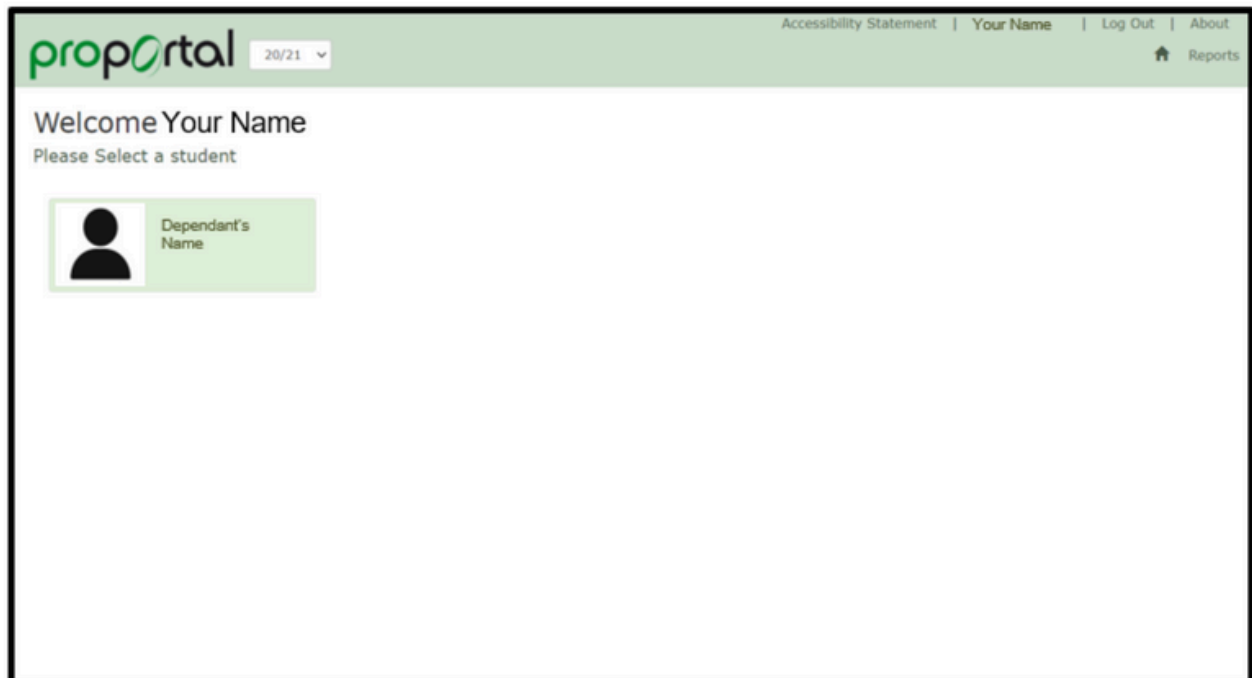 Accessibility Statement | Your Name | Log Out | About
proportal 20/21
Reports
Welcome Your Name
Please Select a student
Dependant's
Name